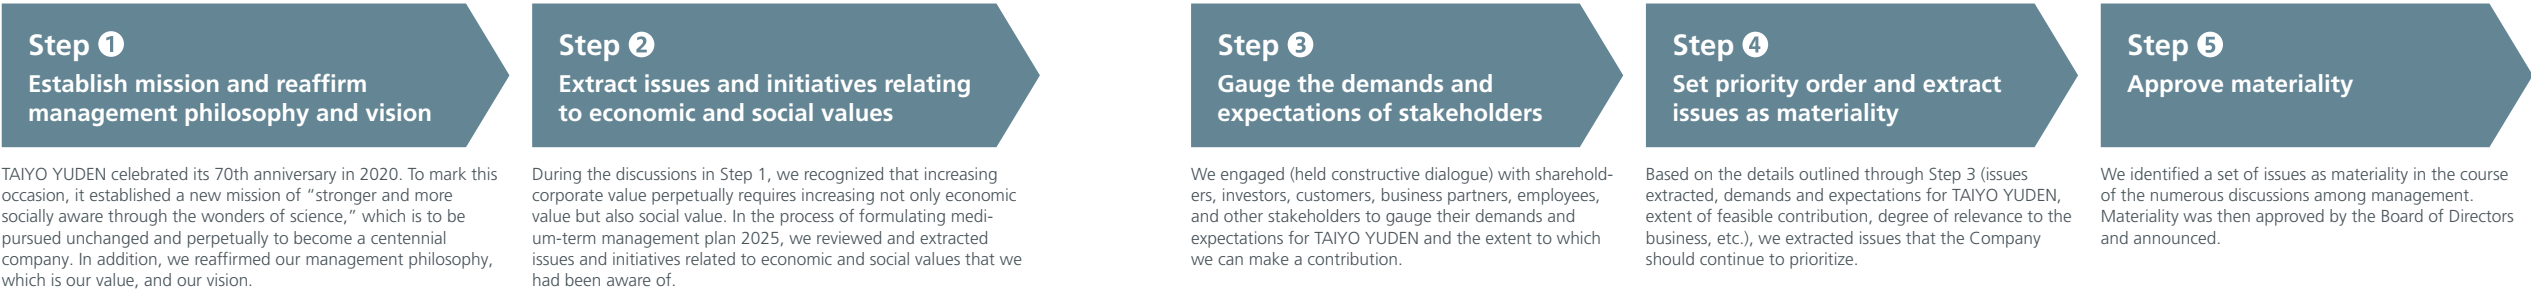 Step 1
Establish mission and reaffirm
management philosophy and vision
TAIYO YUDEN celebrated its 70th anniversary in 2020. To mark this
occasion, it established a new mission of “stronger and more
socially aware through the wonders of science,” which is to be
pursued unchanged and perpetually to become a centennial
company. In addition, we reaffirmed our management philosophy,
which is our value, and our vision.
Step 2
Extract issues and initiatives relating
to economic and social values
During the discussions in Step 1, we recognized that increasing
corporate value perpetually requires increasing not only economic
value but also social value. In the process of formulating medi-
um-term management plan 2025, we reviewed and extracted
issues and initiatives related to economic and social values that we
had been aware of.
Step 3
Gauge the demands and
expectations of stakeholders
We engaged (held constructive dialogue) with sharehold-
ers, investors, customers, business partners, employees,
and other stakeholders to gauge their demands and
expectations for TAIYO YUDEN and the extent to which
we can make a contribution.
Step 4
Set priority order and extract
issues as materiality
Based on the details outlined through Step 3 (issues
extracted, demands and expectations for TAIYO YUDEN,
extent of feasible contribution, degree of relevance to the
business, etc.), we extracted issues that the Company
should continue to prioritize.
Step 5
Approve materiality
We identified a set of issues as materiality in the course
of the numerous discussions among management.
Materiality was then approved by the Board of Directors
and announced.